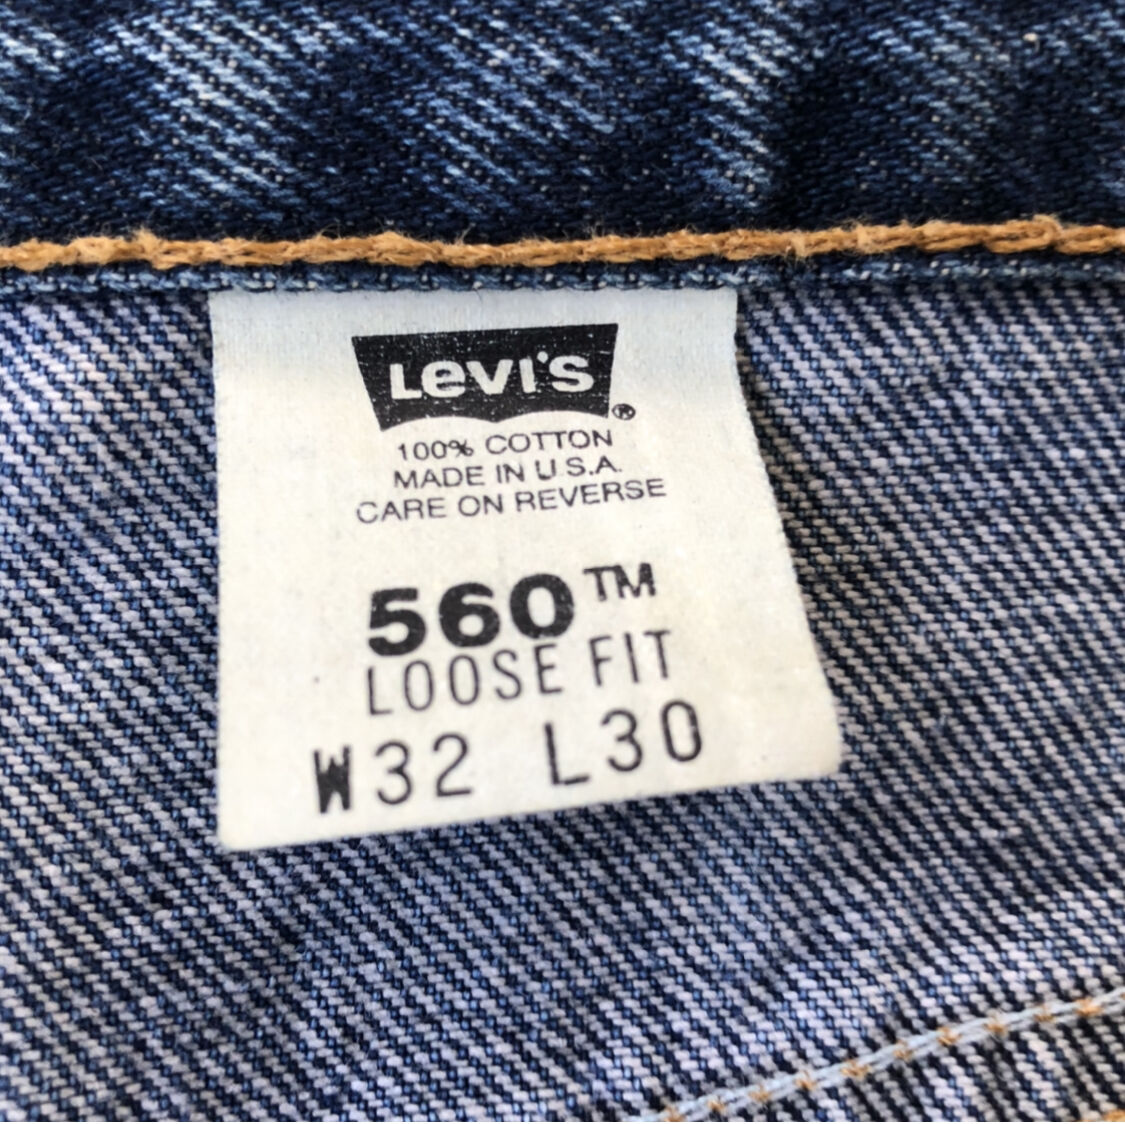 LEVI'S®
100% COTTON
MADE IN U.S.A.
CARE ON REVERSE
560™
LOOSE FIT
W32 L30